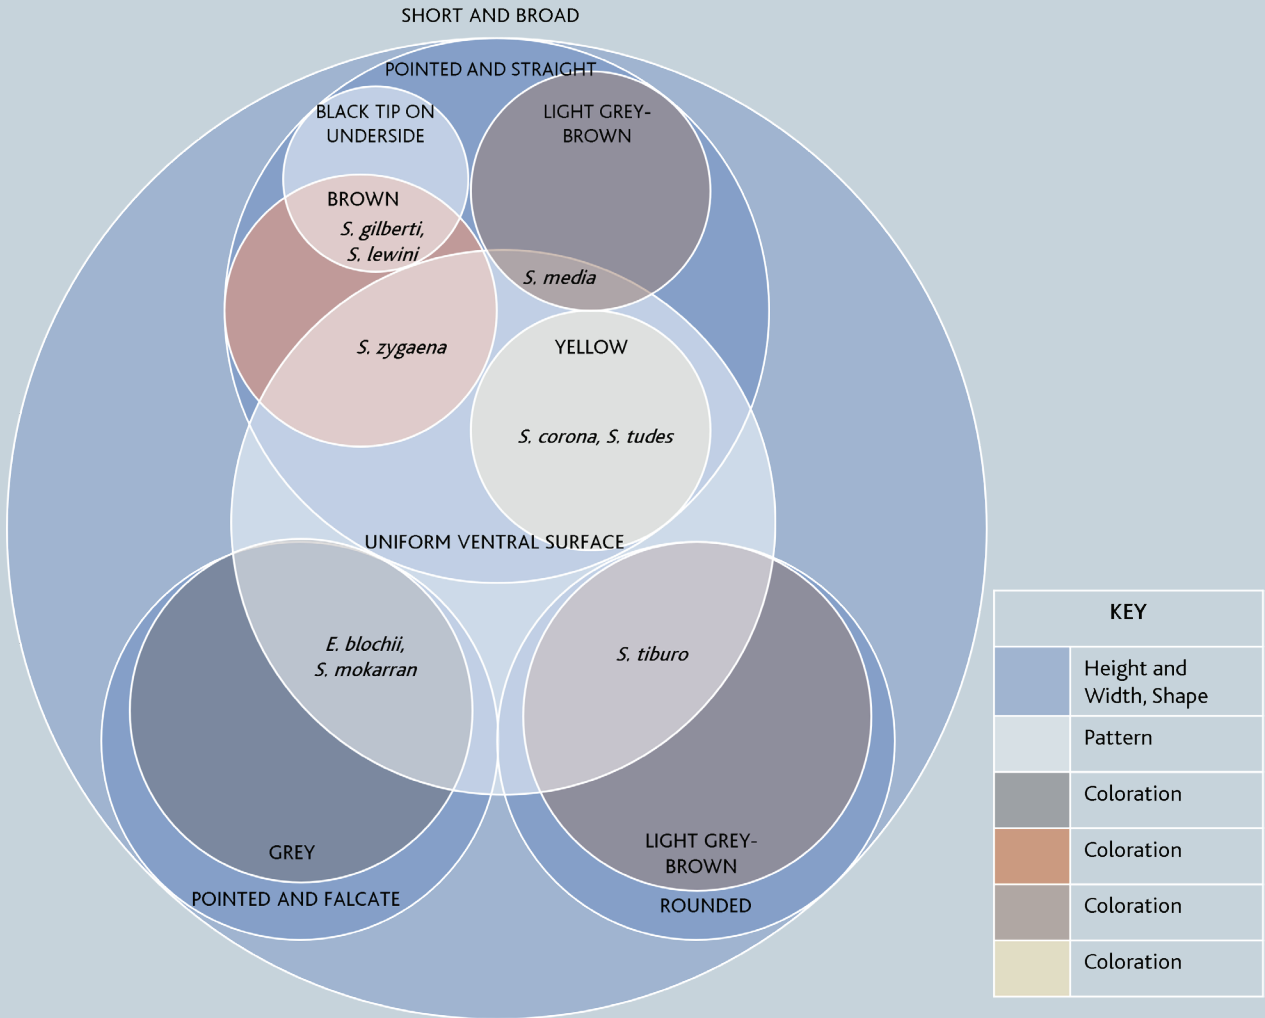 SHORT AND BROAD
POINTED AND STRAIGHT
BLACK TIP ON
UNDERSIDE
LIGHT GREY-
BROWN
BROWN
S. gilberti,
S. lewini
S. media
S. zygaena
YELLOW
S. corona, S. tudes
UNIFORM VENTRAL SURFACE
E. blochii,
S. mokarran
S. tiburo
GREY
POINTED AND FALCATE
LIGHT GREY-
BROWN
ROUNDED
KEY
Height and
Width, Shape
Pattern
Coloration
Coloration
Coloration
Coloration